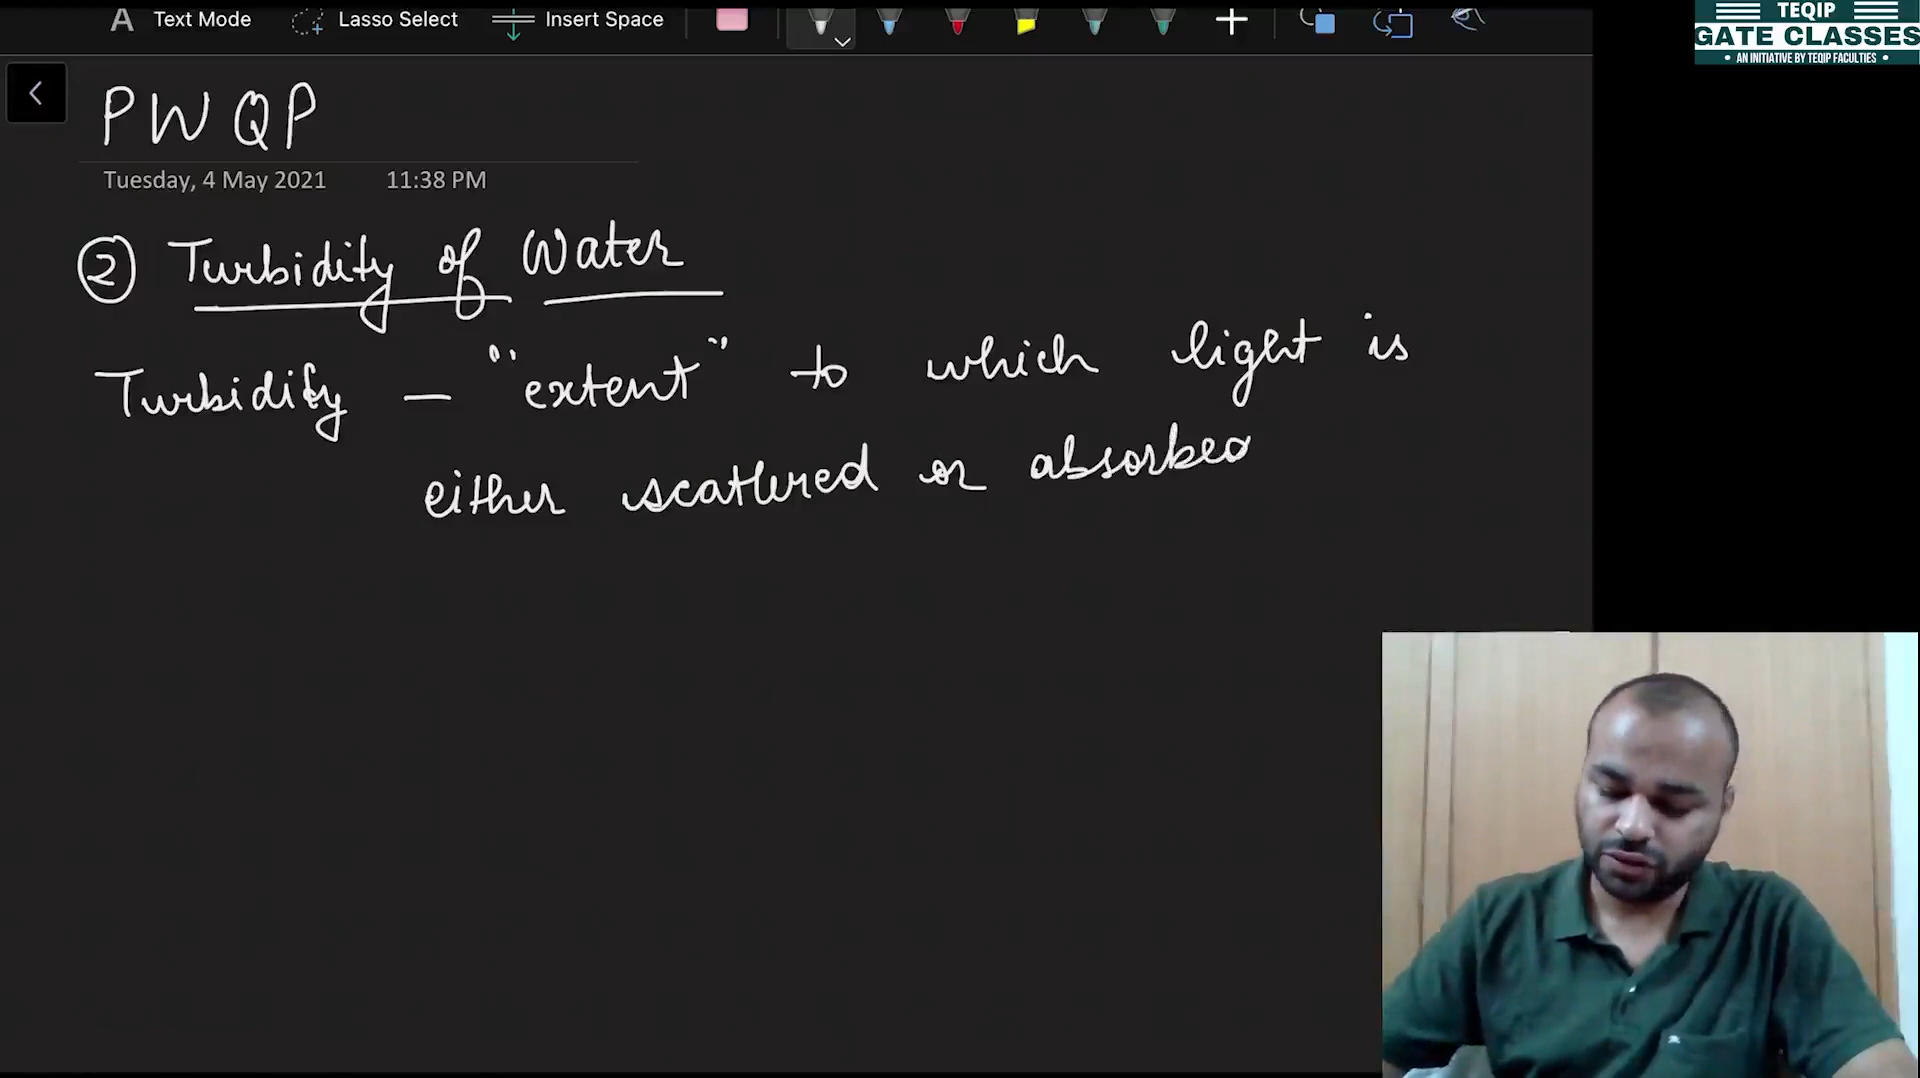 A Text Mode Lasso Select Insert Space
TEQIP
GATE CLASSES
• AN INITIATIVE BY TEQIP FACULTIES •
PWQP
Tuesday, 4 May 2021 11:38 PM
② Turbidity of Water
Turbidity — "extent" to which light is
either scattered or absorbed